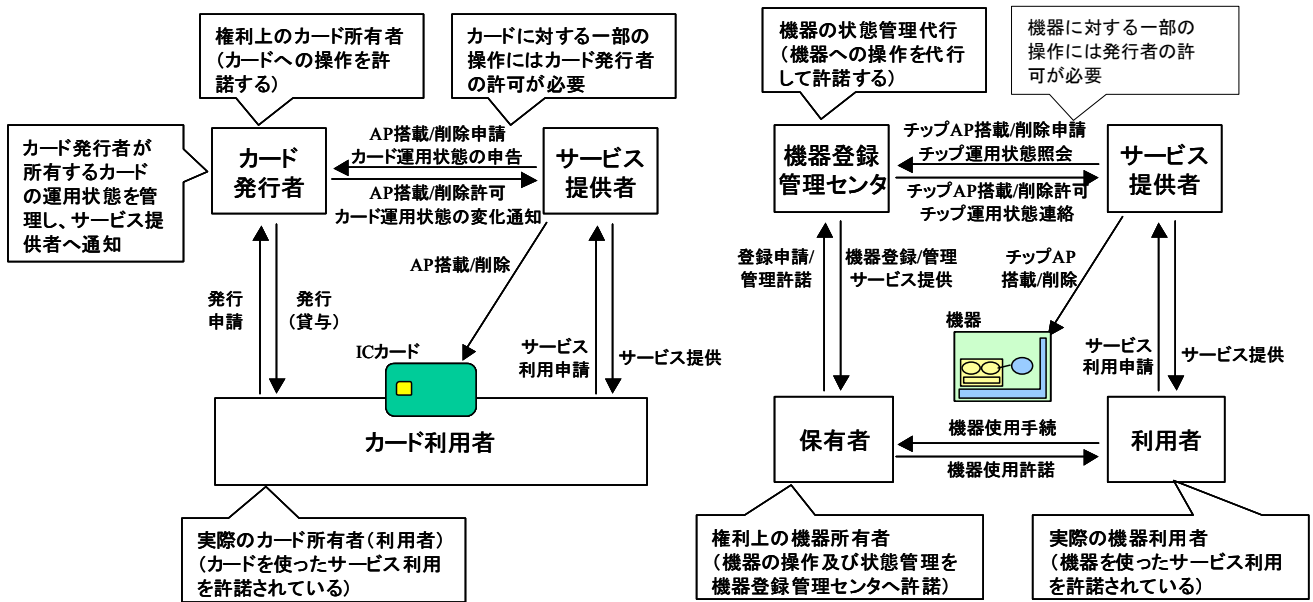 権利上のカード所有者
(カードへの操作を許
諾する)
カードに対する一部の
操作にはカード発行者
の許可が必要
カード発行者が
所有するカード
の運用状態を管
理し、サービス提
供者へ通知
カード
発行者
AP搭載/削除申請
カード運用状態の申告
AP搭載/削除許可
カード運用状態の変化通知
サービス
提供者
AP搭載/削除
発行
申請
発行
(貸与)
ICカード
サービス
利用申請
サービス提供
カード利用者
実際のカード所有者(利用者)
(カードを使ったサービス利用
を許諾されている)
機器の状態管理代行
(機器への操作を代行
して許諾する)
機器に対する一部の
操作には発行者の許
可が必要
機器登録
管理センタ
チップAP搭載/削除申請
チップ運用状態照会
チップAP搭載/削除許可
チップ運用状態連絡
サービス
提供者
登録申請/
管理許諾
機器登録/管理
サービス提供
チップAP
搭載/削除
機器
サービス
利用申請
サービス提供
保有者
機器使用手続
機器使用許諾
利用者
権利上の機器所有者
(機器の操作及び状態管理を
機器登録管理センタへ許諾)
実際の機器利用者
(機器を使ったサービス利用
を許諾されている)